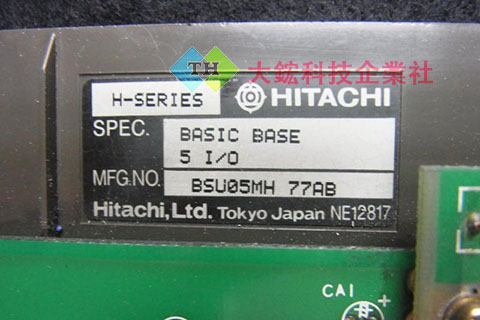 TH 大鋐科技企業社
H-SERIES HITACHI
SPEC. BASIC BASE
5 I/O
MFG.NO. BSU05MH 77AB
Hitachi,Ltd. Tokyo Japan NE12817
CA1
+